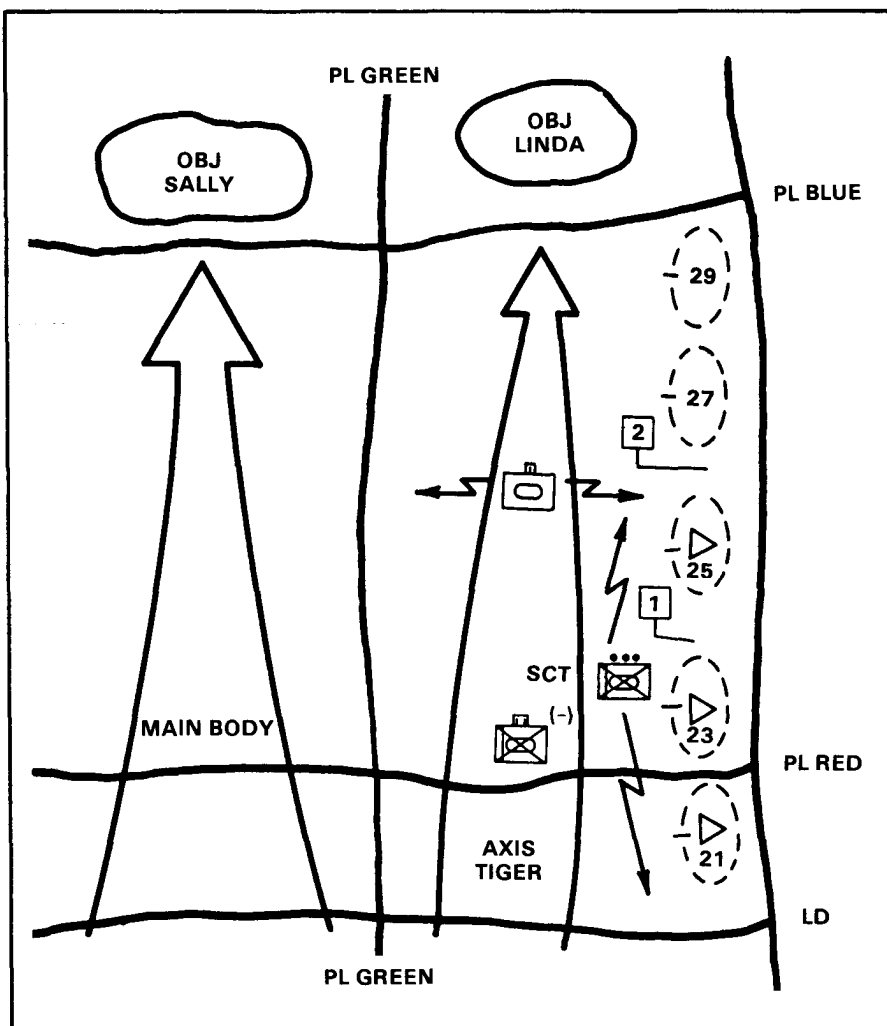 PL GREEN
OBJ
SALLY
OBJ
LINDA
PL BLUE
29
27
2
25
1
SCT
(-)
23
MAIN BODY
PL RED
21
AXIS
TIGER
LD
PL GREEN